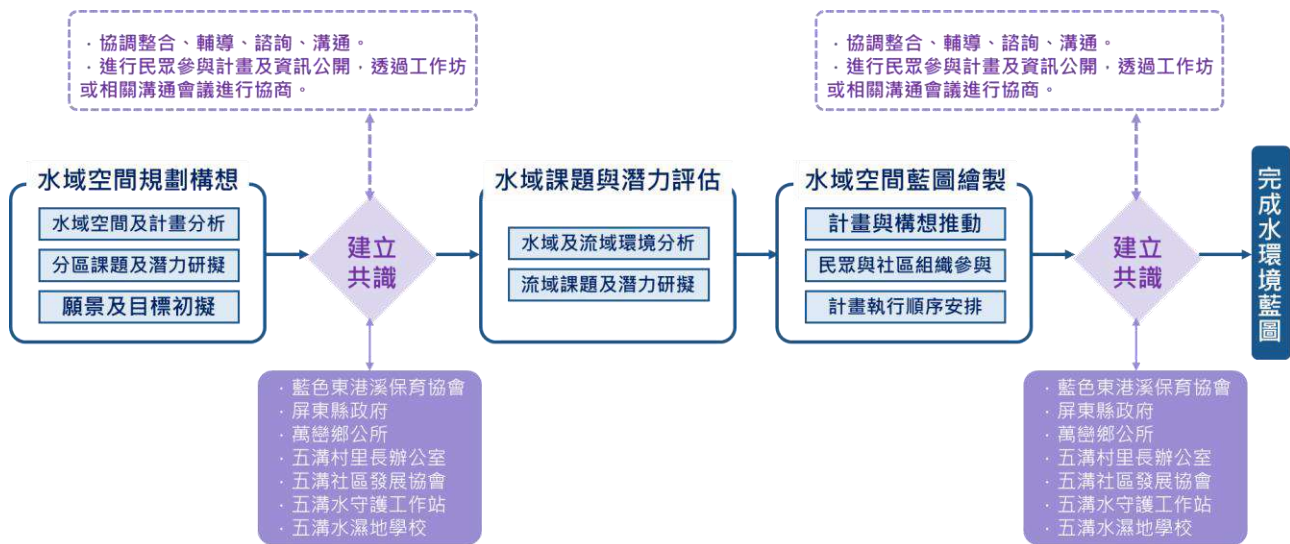 ．協調整合、輔導、諮詢、溝通。
．進行民眾參與計畫及資訊公開，透過工作坊
或相關溝通會議進行協商。
．協調整合、輔導、諮詢、溝通。
．進行民眾參與計畫及資訊公開，透過工作坊
或相關溝通會議進行協商。
水域空間規劃構想
水域空間及計畫分析
分區課題及潛力研擬
願景及目標初擬
建立
共識
水域課題與潛力評估
水域及流域環境分析
流域課題及潛力研擬
水域空間藍圖繪製
計畫與構想推動
民眾與社區組織參與
計畫執行順序安排
建立
共識
完成水環境藍圖
．藍色東港溪保育協會
．屏東縣政府
．萬巒鄉公所
．五溝村里長辦公室
．五溝社區發展協會
．五溝水守護工作站
．五溝水濕地學校
．藍色東港溪保育協會
．屏東縣政府
．萬巒鄉公所
．五溝村里長辦公室
．五溝社區發展協會
．五溝水守護工作站
．五溝水濕地學校